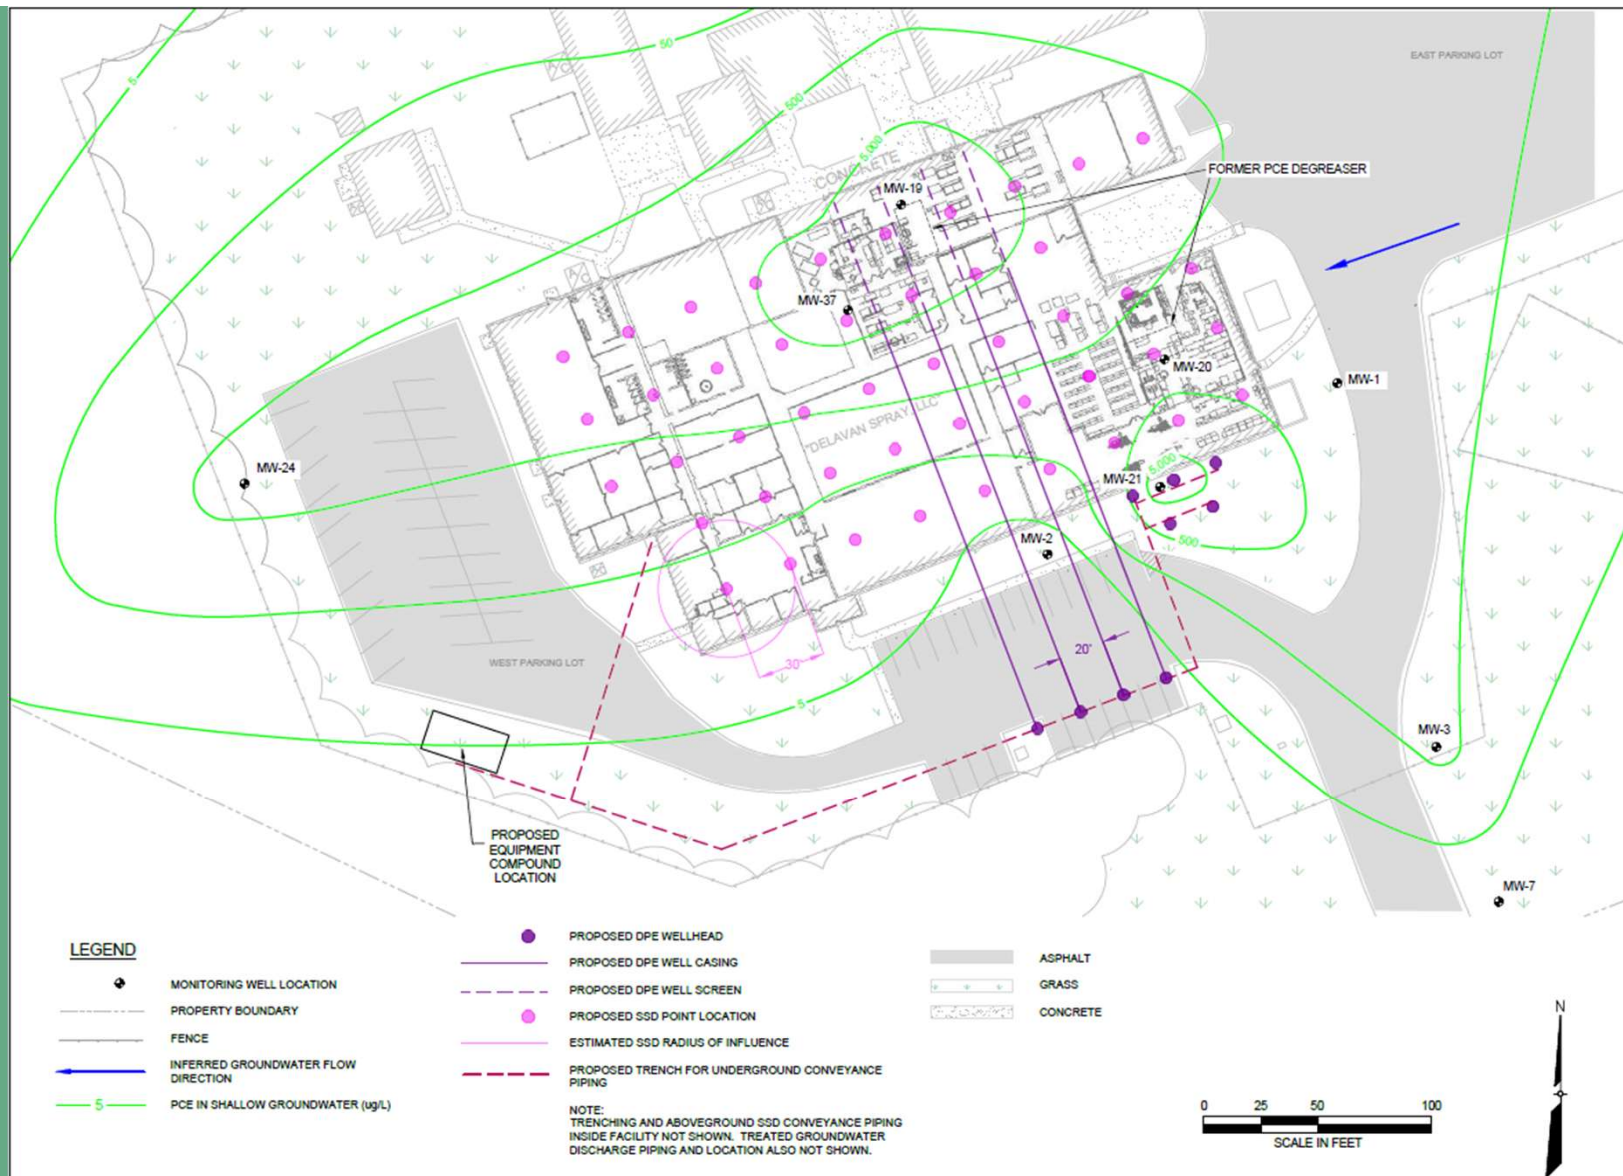 EAST PARKING LOT
50
5
500
5,000
CONCRETE
FORMER PCE DEGREASER
MW-19
MW-37
MW-20
MW-1
"DELAVAN SPRAY, LLC"
MW-24
5,000
MW-21
500
MW-2
20'
30'
WEST PARKING LOT
5
MW-3
MW-7
PROPOSED
EQUIPMENT
COMPOUND
LOCATION
LEGEND
MONITORING WELL LOCATION
PROPERTY BOUNDARY
FENCE
INFERRED GROUNDWATER FLOW
DIRECTION
5
PCE IN SHALLOW GROUNDWATER (ug/L)
PROPOSED DPE WELLHEAD
PROPOSED DPE WELL CASING
PROPOSED DPE WELL SCREEN
PROPOSED SSD POINT LOCATION
ESTIMATED SSD RADIUS OF INFLUENCE
PROPOSED TRENCH FOR UNDERGROUND CONVEYANCE
PIPING
NOTE:
TRENCHING AND ABOVEGROUND SSD CONVEYANCE PIPING
INSIDE FACILITY NOT SHOWN. TREATED GROUNDWATER
DISCHARGE PIPING AND LOCATION ALSO NOT SHOWN.
ASPHALT
GRASS
CONCRETE
N
0 25 50 100
SCALE IN FEET